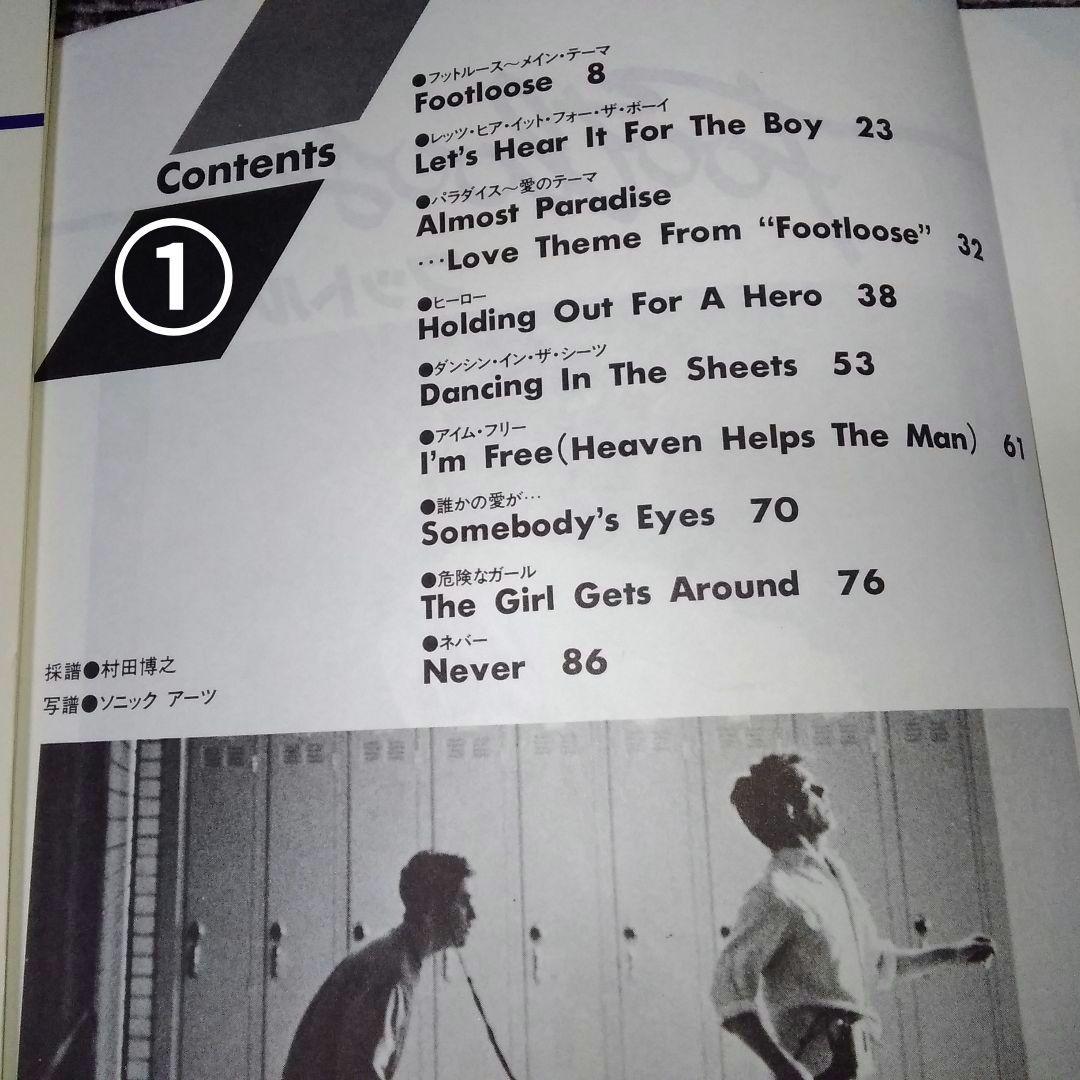 Contents
①
●フットルース〜メイン・テーマ
Footloose 8
●レッツ・ヒア・イット・フォー・ザ・ボーイ
Let's Hear It For The Boy 23
●パラダイス〜愛のテーマ
Almost Paradise
…Love Theme From “Footloose” 32
●ヒーロー
Holding Out For A Hero 38
●ダンシン・イン・ザ・シーツ
Dancing In The Sheets 53
●アイム・フリー
I'm Free(Heaven Helps The Man) 61
●誰かの愛が…
Somebody's Eyes 70
●危険なガール
The Girl Gets Around 76
●ネバー
Never 86
採譜●村田博之
写譜●ソニック アーツ